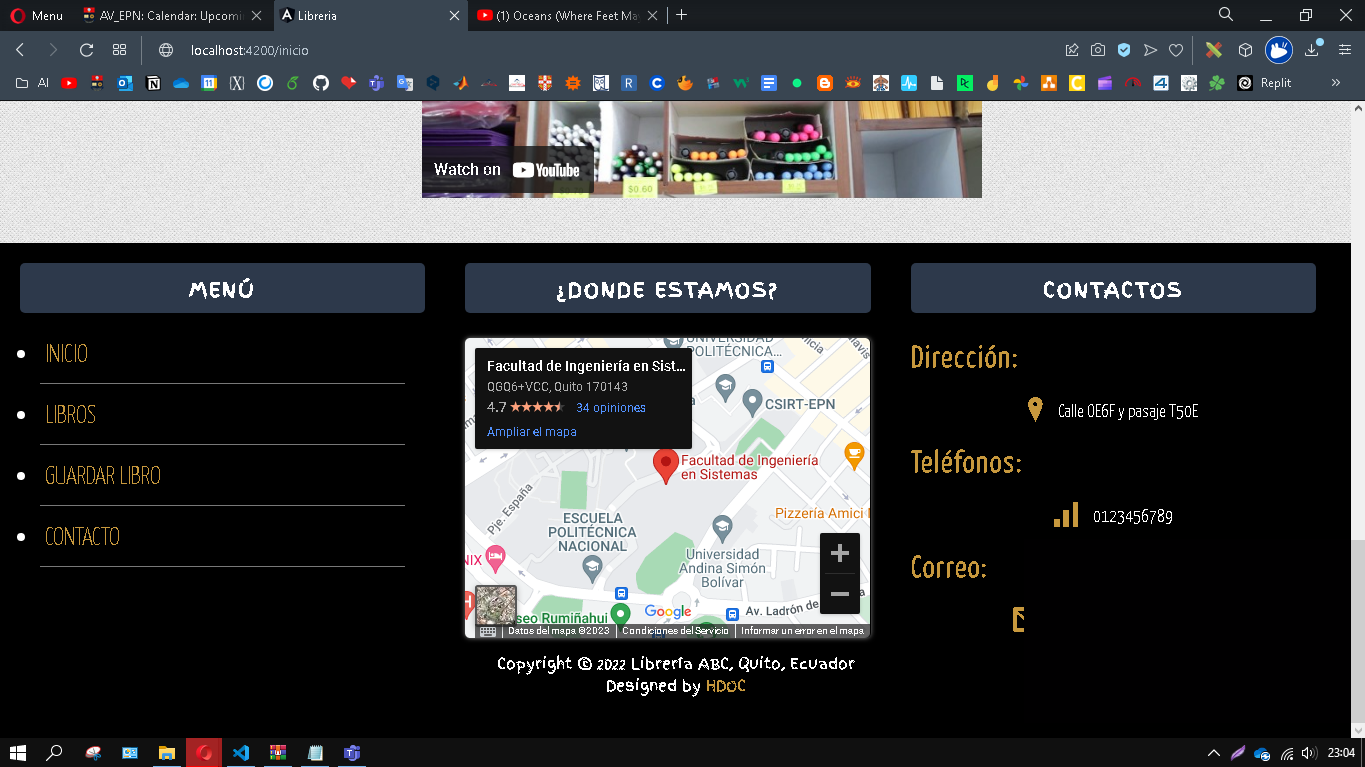 Menu
AV_EPN: Calendar: Upcomi
Libreria
(1) Oceans (Where Feet Ma
localhost:4200/inicio
AI
Replit
Watch on YouTube
$0.60
MENÚ
INICIO
LIBROS
GUARDAR LIBRO
CONTACTO
¿DONDE ESTAMOS?
Facultad de Ingeniería en Sist...
QG06+VCC, Quito 170143
4.7
34 opiniones
Ampliar el mapa
UNIVERSIDAD
POLITÉCNICA...
CSIRT-EPN
Facultad de Ingeniería
en Sistemas
Pje. España
Pizzería Amici
ESCUELA
POLITÉCNICA
NACIONAL
Universidad
Andina Simón
Bolívar
NIX
seo Rumiñahui
Google
Av. Ladrón de
Datos del mapa ©2023
Condiciones del Servicio
Informar un error en el mapa
Copyright © 2022 Librería ABC, Quito, Ecuador
Designed by HDOC
CONTACTOS
Dirección:
Calle OE6F y pasaje T50E
Teléfonos:
0123456789
Correo:
23:04